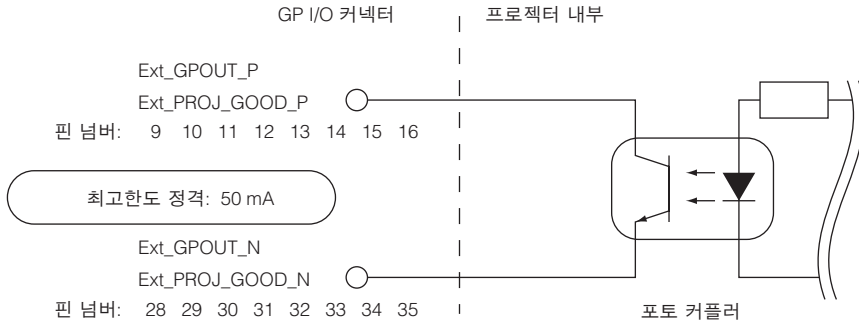 GP I/O 커넥터
프로젝터 내부
Ext_GPOUT_P
Ext_PROJ_GOOD_P
핀 넘버: 9 10 11 12 13 14 15 16
최고한도 정격: 50 mA
Ext_GPOUT_N
Ext_PROJ_GOOD_N
핀 넘버: 28 29 30 31 32 33 34 35
포토 커플러